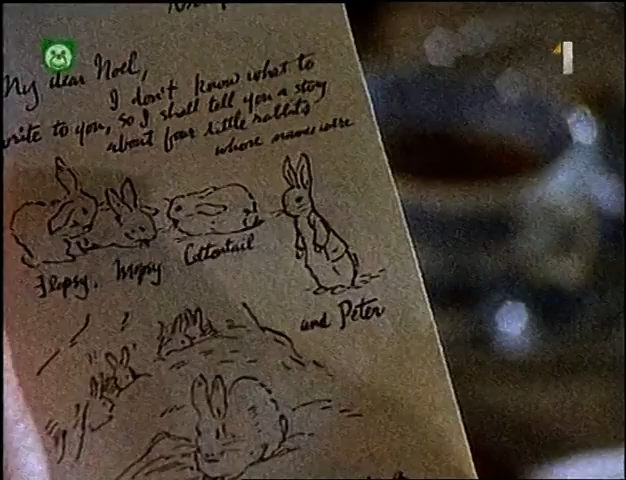 My dear Noel,
I don't know what to
write to you, so I shall tell you a story
about four little rabbits
whose names were
Flopsy, Mopsy Cottontail
and Peter
1